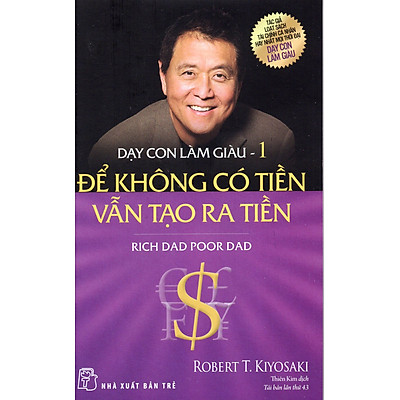 TÁC GIẢ
LOẠT SÁCH
TÀI CHÍNH CÁ NHÂN
HAY NHẤT MỌI THỜI ĐẠI
DẠY CON
LÀM GIÀU
DẠY CON LÀM GIÀU - 1
ĐỂ KHÔNG CÓ TIỀN
VẪN TẠO RA TIỀN
RICH DAD POOR DAD
$
ROBERT T. KIYOSAKI
Thiên Kim dịch
Tái bản lần thứ 43
NHÀ XUẤT BẢN TRẺ